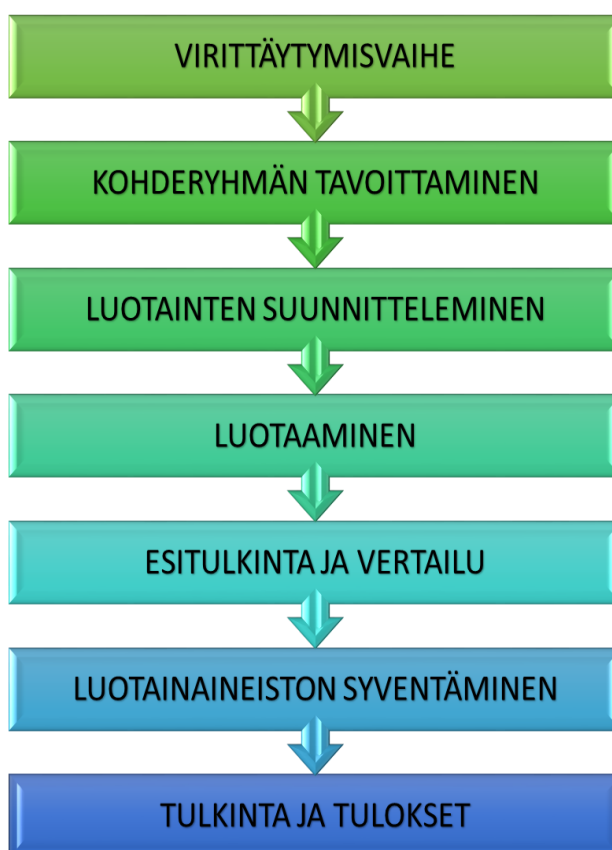 VIRITTÄYTYMISVAIHE
KOHDERYHMÄN TAVOITTAMINEN
LUOTAINTEN SUUNNITTELEMINEN
LUOTAAMINEN
ESITULKINTA JA VERTAILU
LUOTAINAINEISTON SYVENTÄMINEN
TULKINTA JA TULOKSET